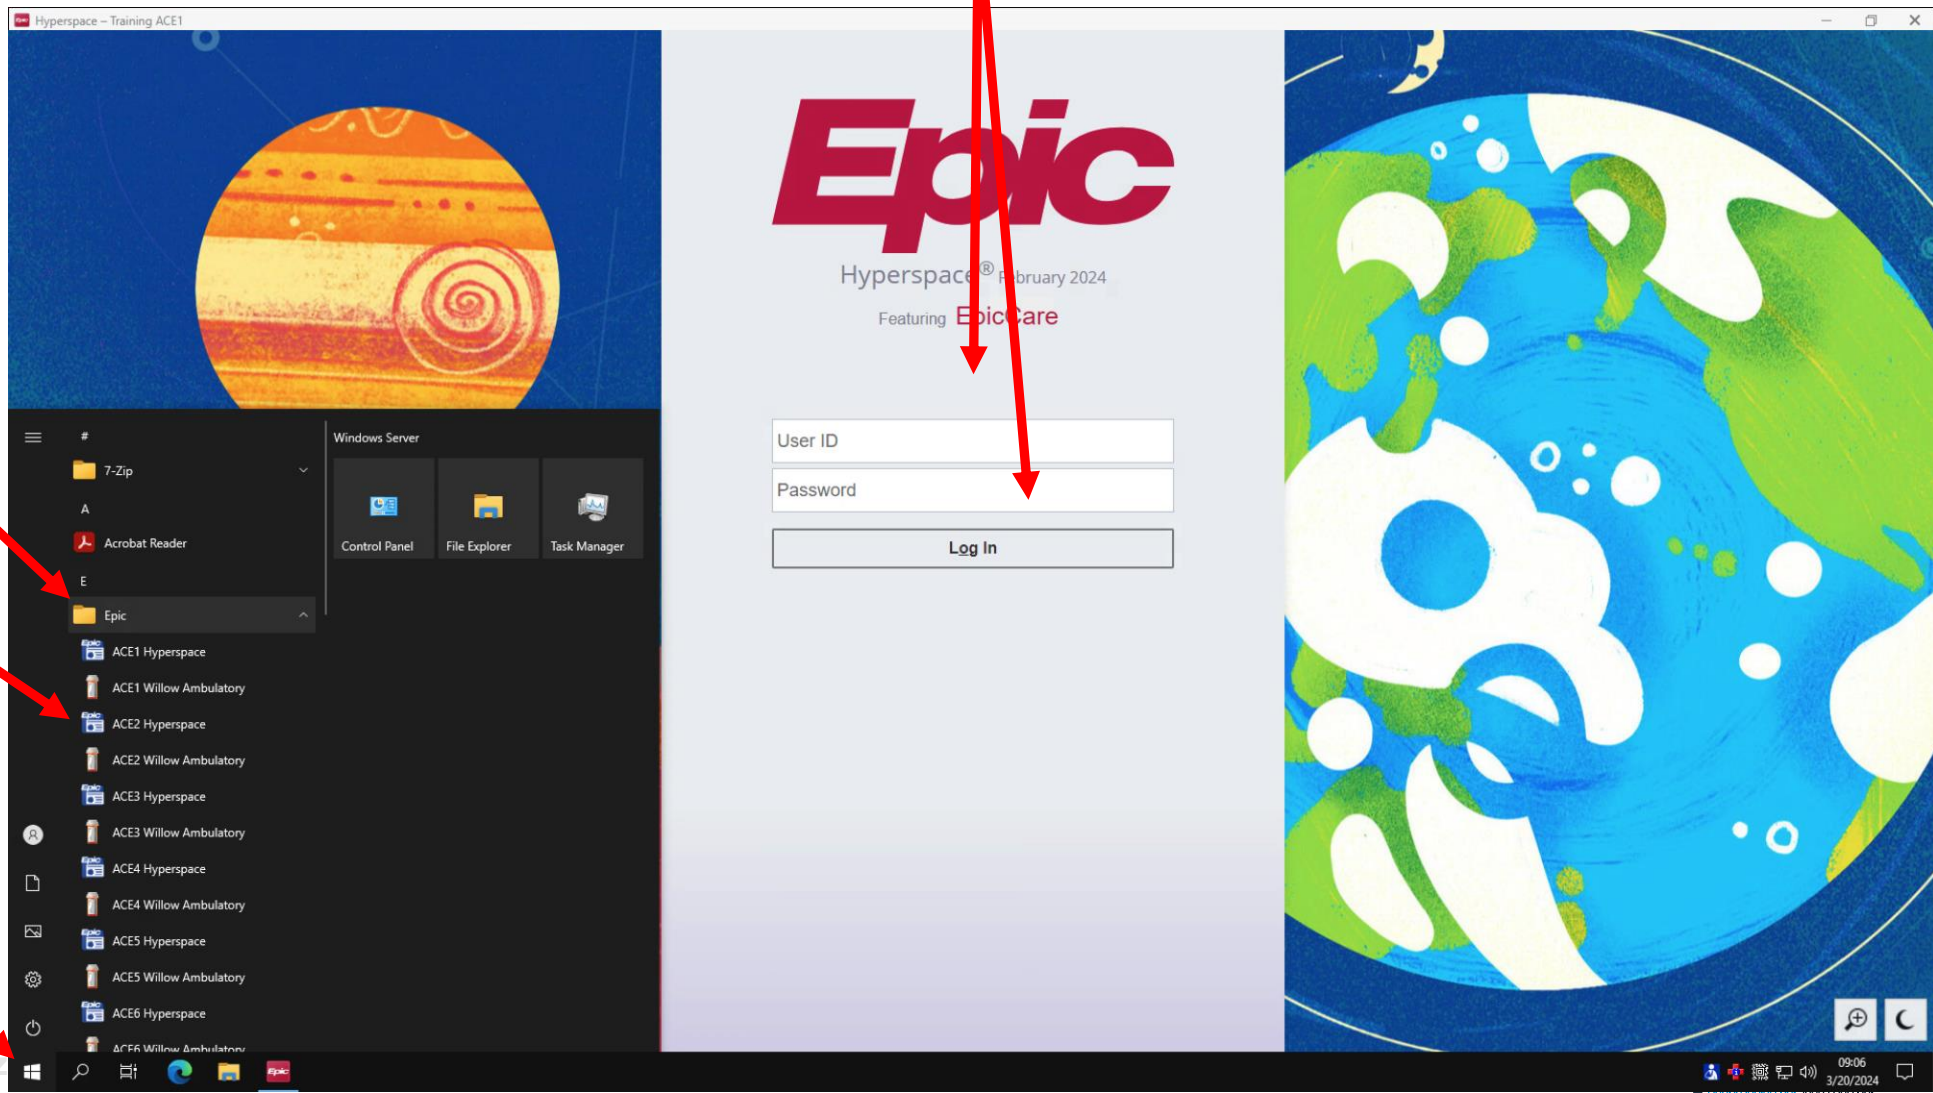 Hyperspace – Training ACE1
Epic
Hyperspace® February 2024
Featuring EpicCare
User ID
Password
Log In
#
7-Zip
A
Acrobat Reader
E
Epic
ACE1 Hyperspace
ACE1 Willow Ambulatory
ACE2 Hyperspace
ACE2 Willow Ambulatory
ACE3 Hyperspace
ACE3 Willow Ambulatory
ACE4 Hyperspace
ACE4 Willow Ambulatory
ACE5 Hyperspace
ACE5 Willow Ambulatory
ACE6 Hyperspace
ACE6 Willow Ambulatory
Windows Server
Control Panel
File Explorer
Task Manager
Epic
09:06
3/20/2024